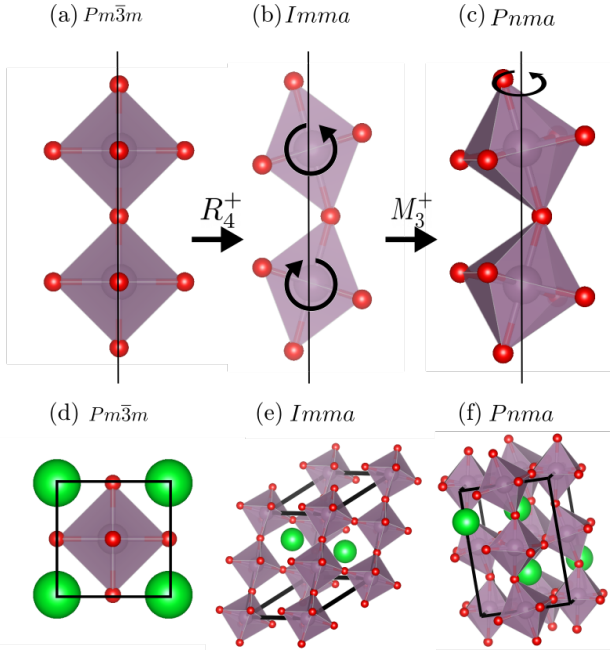 (a) Pm3̅m (b) Imma (c) Pnma
R₄⁺ M₃⁺
(d) Pm3̅m (e) Imma (f) Pnma